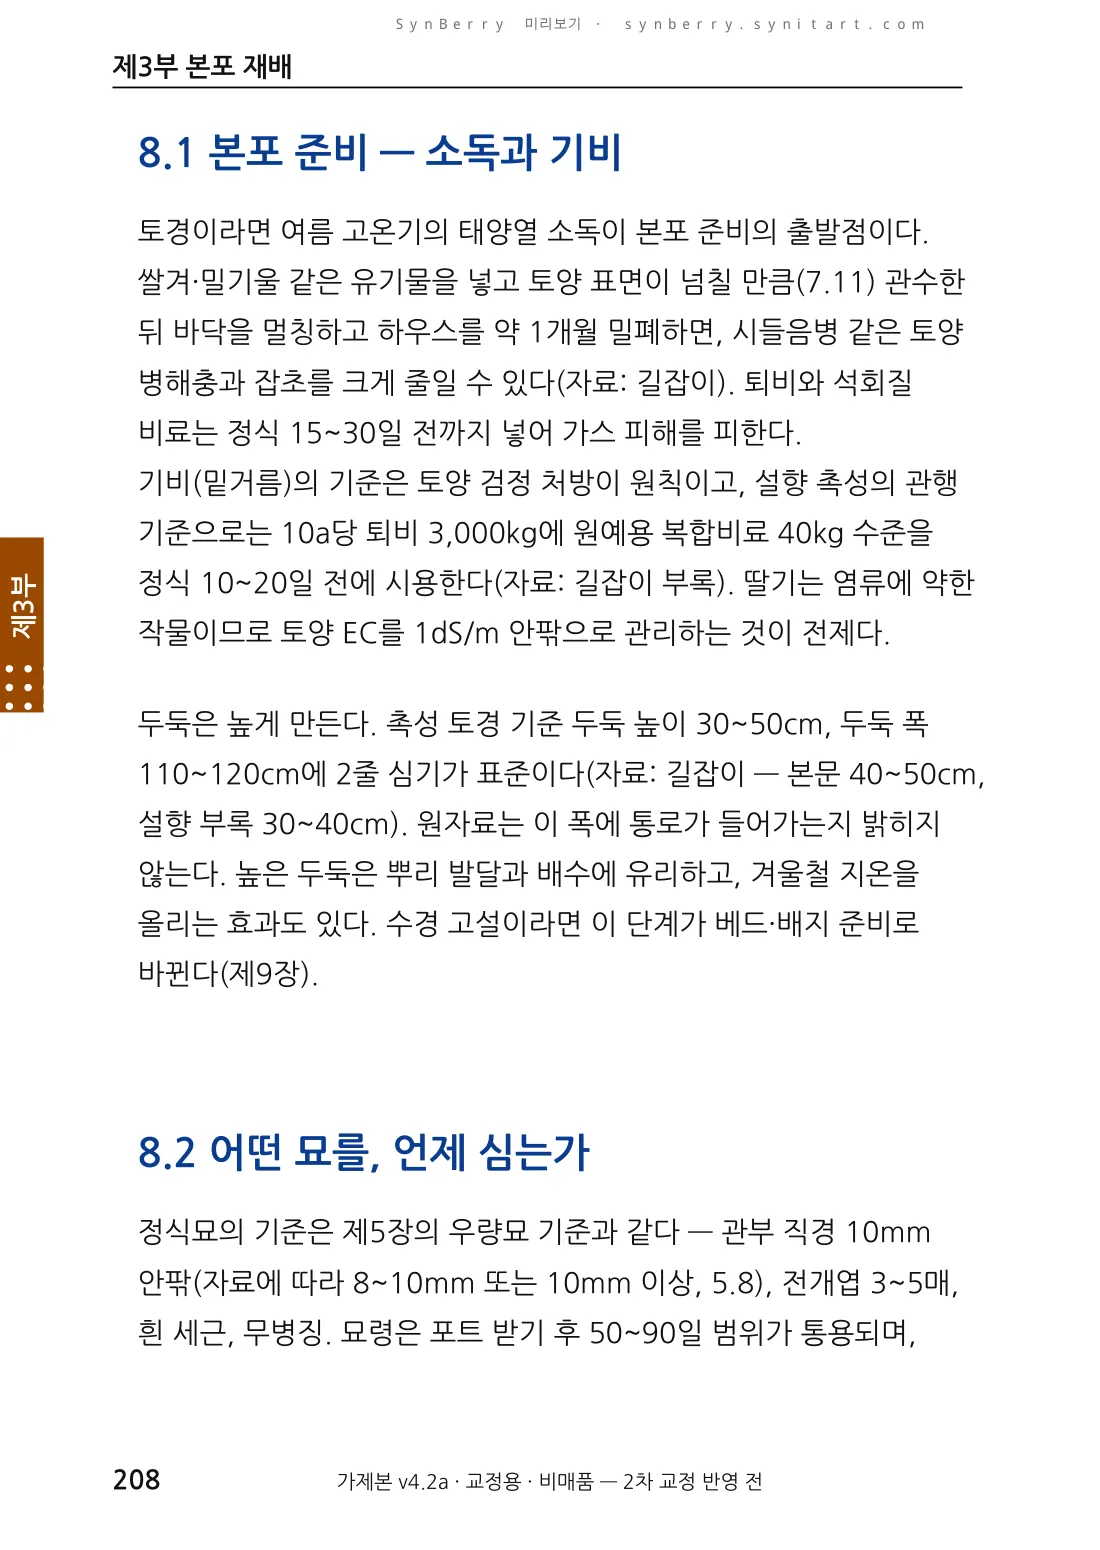 SynBerry 미리보기 · synberry.synitart.com
제3부 본포 재배
8.1 본포 준비 — 소독과 기비
토경이라면 여름 고온기의 태양열 소독이 본포 준비의 출발점이다.
쌀겨·밀기울 같은 유기물을 넣고 토양 표면이 넘칠 만큼(7.11) 관수한
뒤 바닥을 멀칭하고 하우스를 약 1개월 밀폐하면, 시들음병 같은 토양
병해충과 잡초를 크게 줄일 수 있다(자료: 길잡이). 퇴비와 석회질
비료는 정식 15~30일 전까지 넣어 가스 피해를 피한다.
기비(밑거름)의 기준은 토양 검정 처방이 원칙이고, 설향 촉성의 관행
기준으로는 10a당 퇴비 3,000kg에 원예용 복합비료 40kg 수준을
정식 10~20일 전에 시용한다(자료: 길잡이 부록). 딸기는 염류에 약한
작물이므로 토양 EC를 1dS/m 안팎으로 관리하는 것이 전제다.
제3부
두둑은 높게 만든다. 촉성 토경 기준 두둑 높이 30~50cm, 두둑 폭
110~120cm에 2줄 심기가 표준이다(자료: 길잡이 — 본문 40~50cm,
설향 부록 30~40cm). 원자료는 이 폭에 통로가 들어가는지 밝히지
않는다. 높은 두둑은 뿌리 발달과 배수에 유리하고, 겨울철 지온을
올리는 효과도 있다. 수경 고설이라면 이 단계가 베드·배지 준비로
바뀐다(제9장).
8.2 어떤 묘를, 언제 심는가
정식묘의 기준은 제5장의 우량묘 기준과 같다 — 관부 직경 10mm
안팎(자료에 따라 8~10mm 또는 10mm 이상, 5.8), 전개엽 3~5매,
흰 세근, 무병징. 묘령은 포트 받기 후 50~90일 범위가 통용되며,
208
가제본 v4.2a · 교정용 · 비매품 — 2차 교정 반영 전